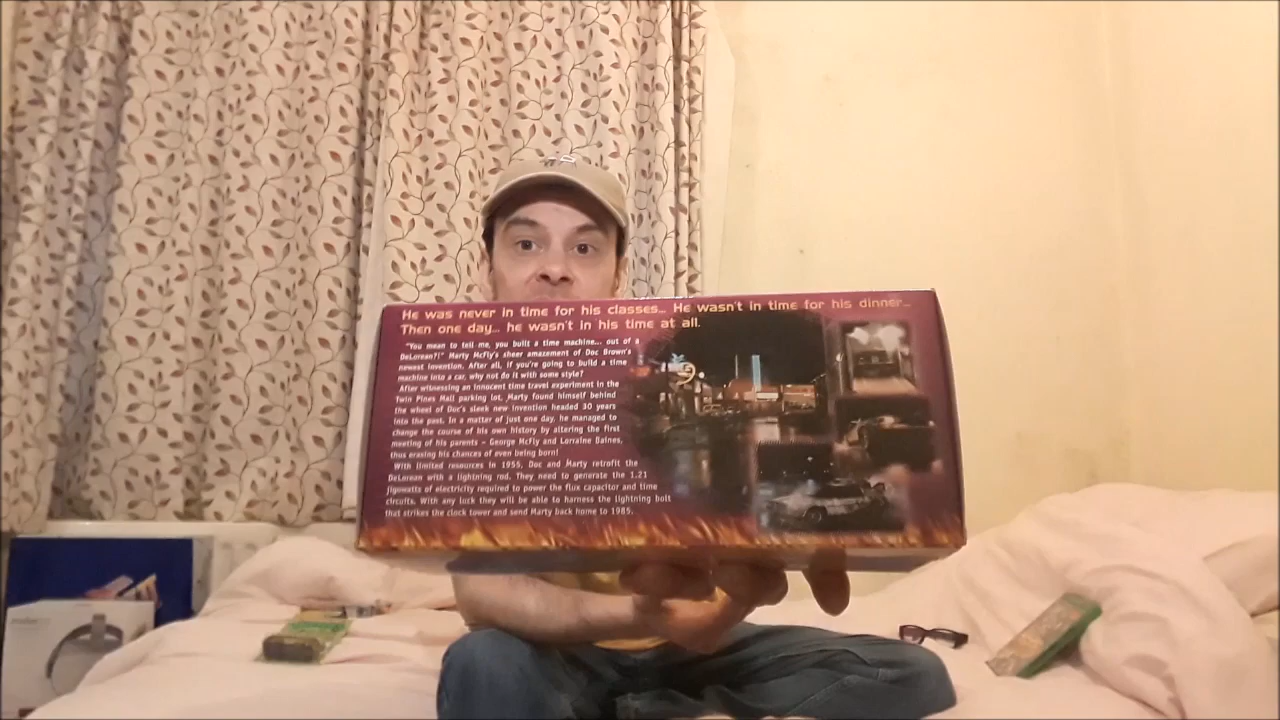 He was never in time for his classes... He wasn't in time for his dinner...
Then one day... he wasn't in his time at all.
"You mean to tell me, you built a time machine... out of a
DeLorean?!" Marty McFly's sheer amazement of Doc Brown's
newest invention. After all, if you're going to build a time
machine into a car, why not do it with some style?
After witnessing an innocent time travel experiment in the
Twin Pines Mall parking lot, Marty found himself behind
the wheel of Doc's sleek new invention headed 30 years
into the past. In a matter of just one day, he managed to
change the course of his own history by altering the first
meeting of his parents – George McFly and Lorraine Baines,
thus erasing his chances of even being born!
With limited resources in 1955, Doc and Marty retrofit the
DeLorean with a lightning rod. They need to generate the 1.21
jigowatts of electricity required to power the flux capacitor and time
circuits. With any luck they will be able to harness the lightning bolt
that strikes the clock tower and send Marty back home to 1985.